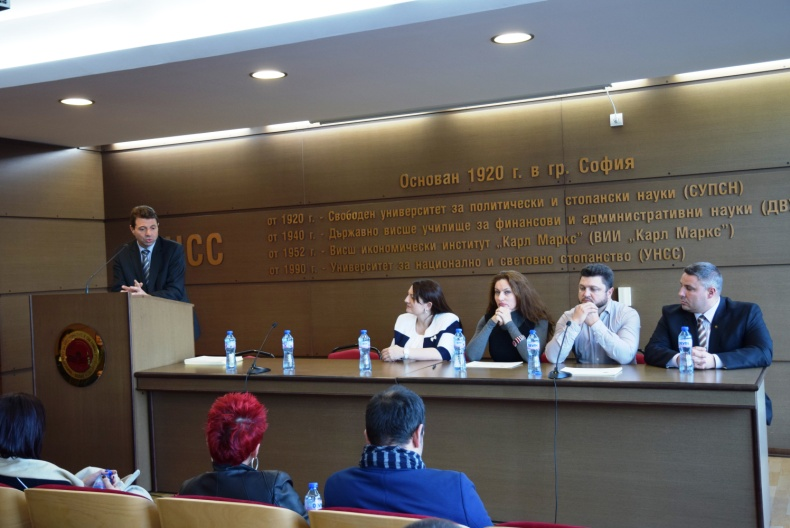 Основан 1920 г. в гр. София
от 1920 г. - Свободен университет за политически и стопански науки (СУПСН)
от 1940 г. - Държавно висше училище за финансови и административни науки (ДВ
от 1952 г. - Висш икономически институт „Карл Маркс” (ВИИ „Карл Маркс”)
от 1990 г. - Университет за национално и световно стопанство (УНСС)
НСС